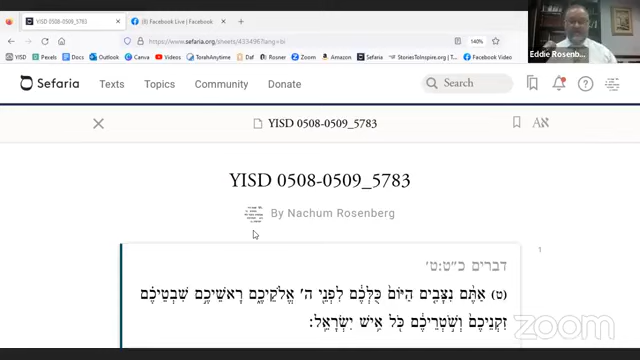 YISD 0508-0509_5783
(8) Facebook Live | Facebook
https://www.sefaria.org/sheets/433496?lang=bi
140%
YISD
Pexels
Docs
Outlook
Canva
Videos
TorahAnytime
Daf
Rosner
Zoom
Amazon
Sefaria
StoriesToInspire.org | T...
Facebook Video
Eddie Rosenb...
Sefaria
Texts
Topics
Community
Donate
Search
YISD 0508-0509_5783
YISD 0508-0509_5783
By Nachum Rosenberg
1
דברים כ״ט:ט׳
(ט) אַתֶּ֨ם נִצָּבִ֤ים הַיּוֹם֙ כֻּלְּכֶ֔ם לִפְנֵ֖י ה' אֱלֹקֵיכֶ֑ם רָאשֵׁיכֶ֣ם שִׁבְטֵיכֶ֗ם
זִקְנֵיכֶם֙ וְשֹׁ֣טְרֵיכֶ֔ם כֹּ֖ל אִ֥ישׁ יִשְׂרָאֵֽל׃
zoom